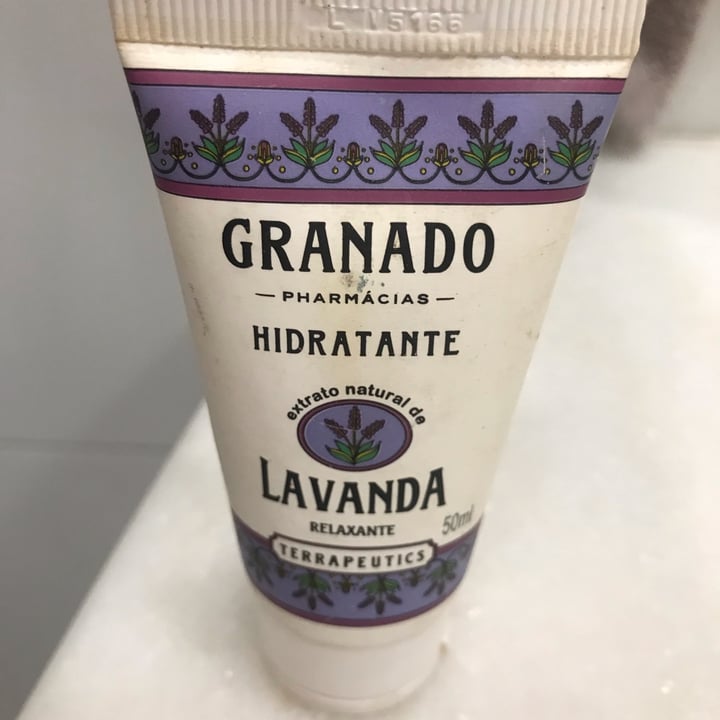 L 15166
GRANADO
— PHARMÁCIAS —
HIDRATANTE
extrato natural de
LAVANDA
RELAXANTE
50ml
TERRAPEUTICS